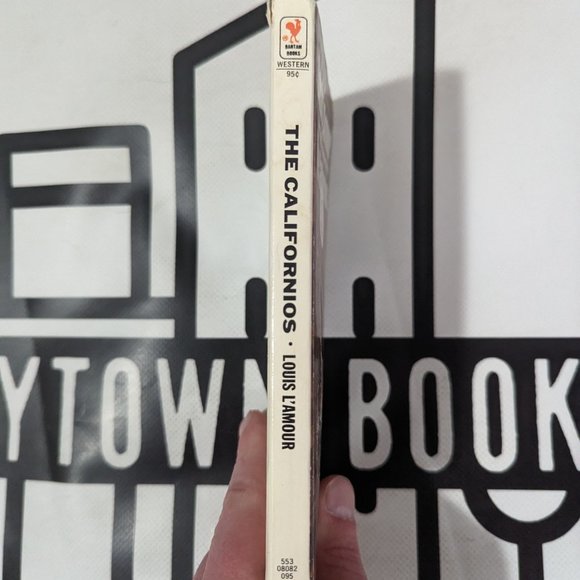 BANTAM
BOOKS
WESTERN
95¢
THE CALIFORNIOS · LOUIS L'AMOUR
553
08082
095
YTOWN BOOK